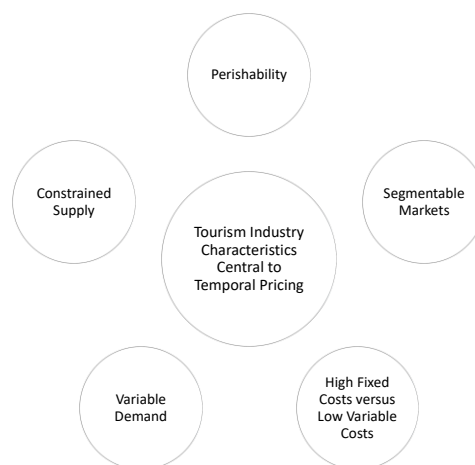 Perishability
Constrained
Supply
Segmentable
Markets
Tourism Industry
Characteristics
Central to
Temporal Pricing
Variable
Demand
High Fixed
Costs versus
Low Variable
Costs